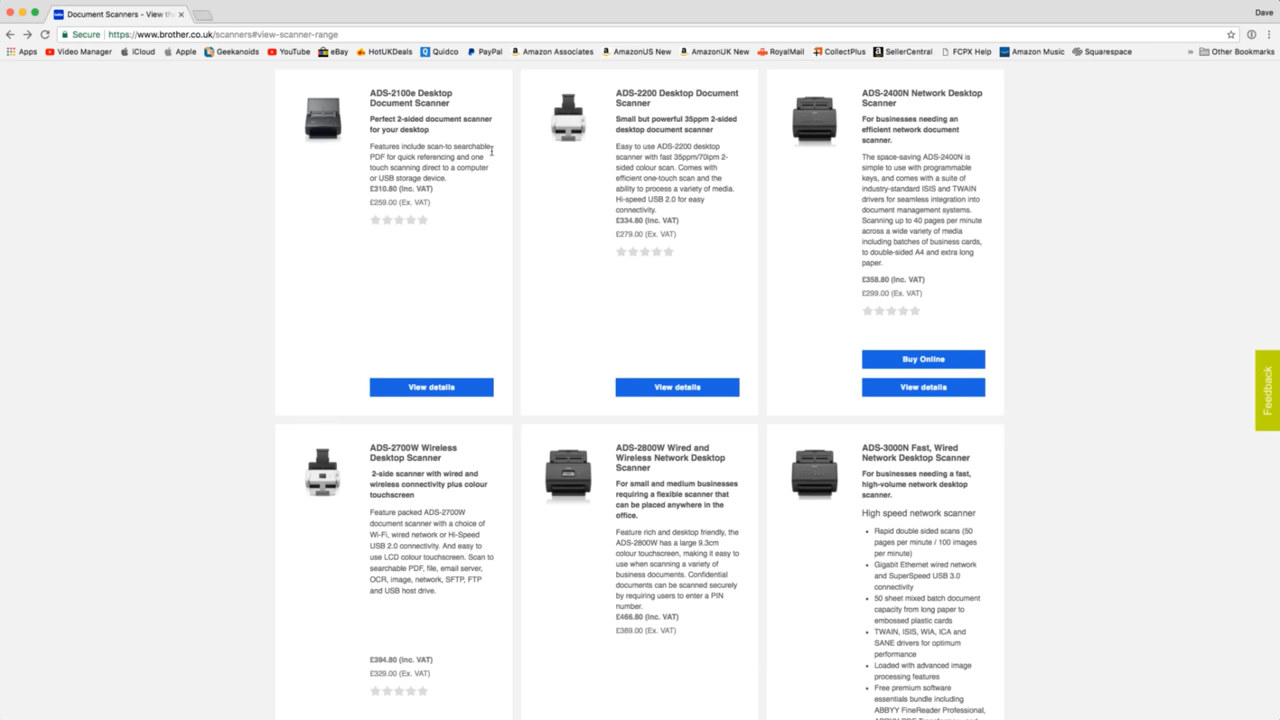 Document Scanners - View th
Dave
Secure https://www.brother.co.uk/scanners#view-scanner-range
Apps Video Manager iCloud Apple Geekanoids YouTube eBay HotUKDeals Quidco PayPal Amazon Associates AmazonUS New AmazonUK New RoyalMail CollectPlus SellerCentral FCPX Help Amazon Music Squarespace » Other Bookmarks
ADS-2100e Desktop
Document Scanner
Perfect 2-sided document scanner
for your desktop
Features include scan-to searchable
PDF for quick referencing and one
touch scanning direct to a computer
or USB storage device.
£310.80 (Inc. VAT)
£259.00 (Ex. VAT)
View details
ADS-2200 Desktop Document
Scanner
Small but powerful 35ppm 2-sided
desktop document scanner
Easy to use ADS-2200 desktop
scanner with fast 35ppm/70ipm 2-
sided colour scan. Comes with
efficient one-touch scan and the
ability to process a variety of media.
Hi-speed USB 2.0 for easy
connectivity.
£334.80 (Inc. VAT)
£279.00 (Ex. VAT)
View details
ADS-2400N Network Desktop
Scanner
For businesses needing an
efficient network document
scanner.
The space-saving ADS-2400N is
simple to use with programmable
keys, and comes with a suite of
industry-standard ISIS and TWAIN
drivers for seamless integration into
document management systems.
Scanning up to 40 pages per minute
across a wide variety of media
including batches of business cards,
to double-sided A4 and extra long
paper.
£358.80 (Inc. VAT)
£299.00 (Ex. VAT)
Buy Online
View details
Feedback
ADS-2700W Wireless
Desktop Scanner
2-side scanner with wired and
wireless connectivity plus colour
touchscreen
Feature packed ADS-2700W
document scanner with a choice of
Wi-Fi, wired network or Hi-Speed
USB 2.0 connectivity. And easy to
use LCD colour touchscreen. Scan to
searchable PDF, file, email server,
OCR, image, network, SFTP, FTP
and USB host drive.
£394.80 (Inc. VAT)
£329.00 (Ex. VAT)
ADS-2800W Wired and
Wireless Network Desktop
Scanner
For small and medium businesses
requiring a flexible scanner that
can be placed anywhere in the
office.
Feature rich and desktop friendly, the
ADS-2800W has a large 9.3cm
colour touchscreen, making it easy to
use when scanning a variety of
business documents. Confidential
documents can be scanned securely
by requiring users to enter a PIN
number.
£466.80 (Inc. VAT)
£389.00 (Ex. VAT)
ADS-3000N Fast, Wired
Network Desktop Scanner
For businesses needing a fast,
high-volume network desktop
scanner.
High speed network scanner
Rapid double sided scans (50
pages per minute / 100 images
per minute)
Gigabit Ethernet wired network
and SuperSpeed USB 3.0
connectivity
50 sheet mixed batch document
capacity from long paper to
embossed plastic cards
TWAIN, ISIS, WIA, ICA and
SANE drivers for optimum
performance
Loaded with advanced image
processing features
Free premium software
essentials bundle including
ABBYY FineReader Professional,